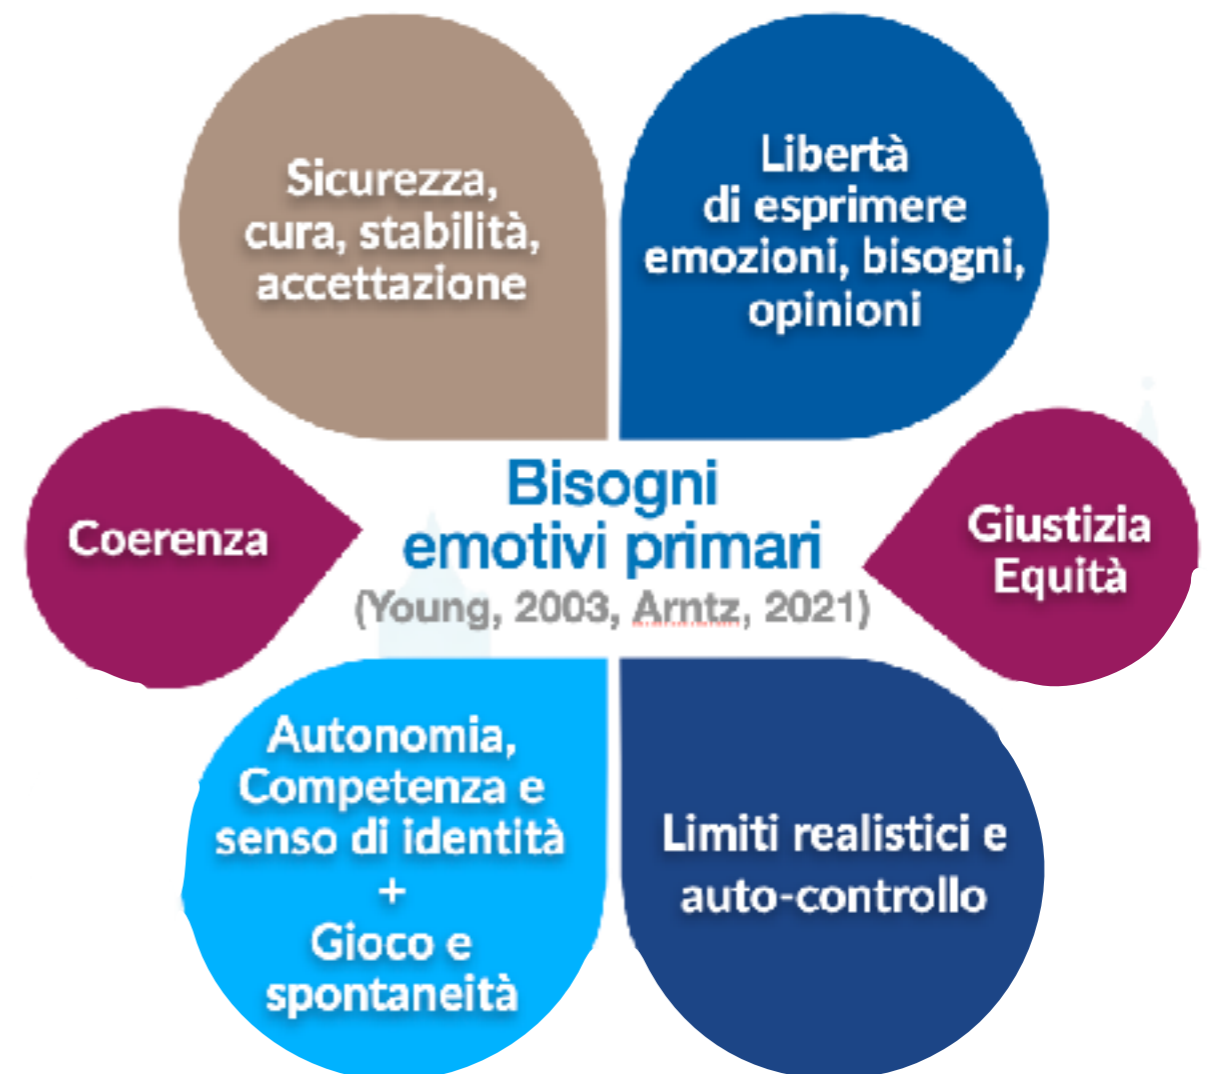 Sicurezza,
cura, stabilità,
accettazione
Libertà
di esprimere
emozioni, bisogni,
opinioni
Coerenza
Bisogni
emotivi primari
(Young, 2003, Arntz, 2021)
Giustizia
Equità
Autonomia,
Competenza e
senso di identità
+
Gioco e
spontaneità
Limiti realistici e
auto-controllo